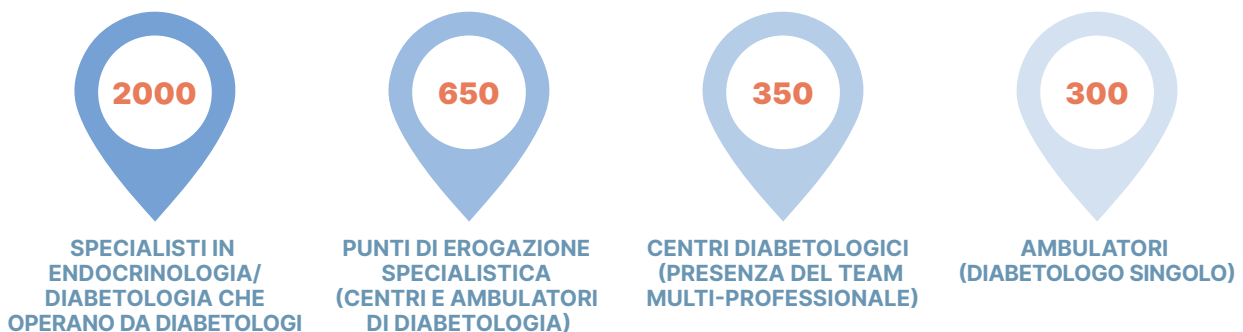 2000
SPECIALISTI IN
ENDOCRINOLOGIA/
DIABETOLOGIA CHE
OPERANO DA DIABETOLOGI
650
PUNTI DI EROGAZIONE
SPECIALISTICA
(CENTRI E AMBULATORI
DI DIABETOLOGIA)
350
CENTRI DIABETOLOGICI
(PRESENZA DEL TEAM
MULTI-PROFESSIONALE)
300
AMBULATORI
(DIABETOLOGO SINGOLO)